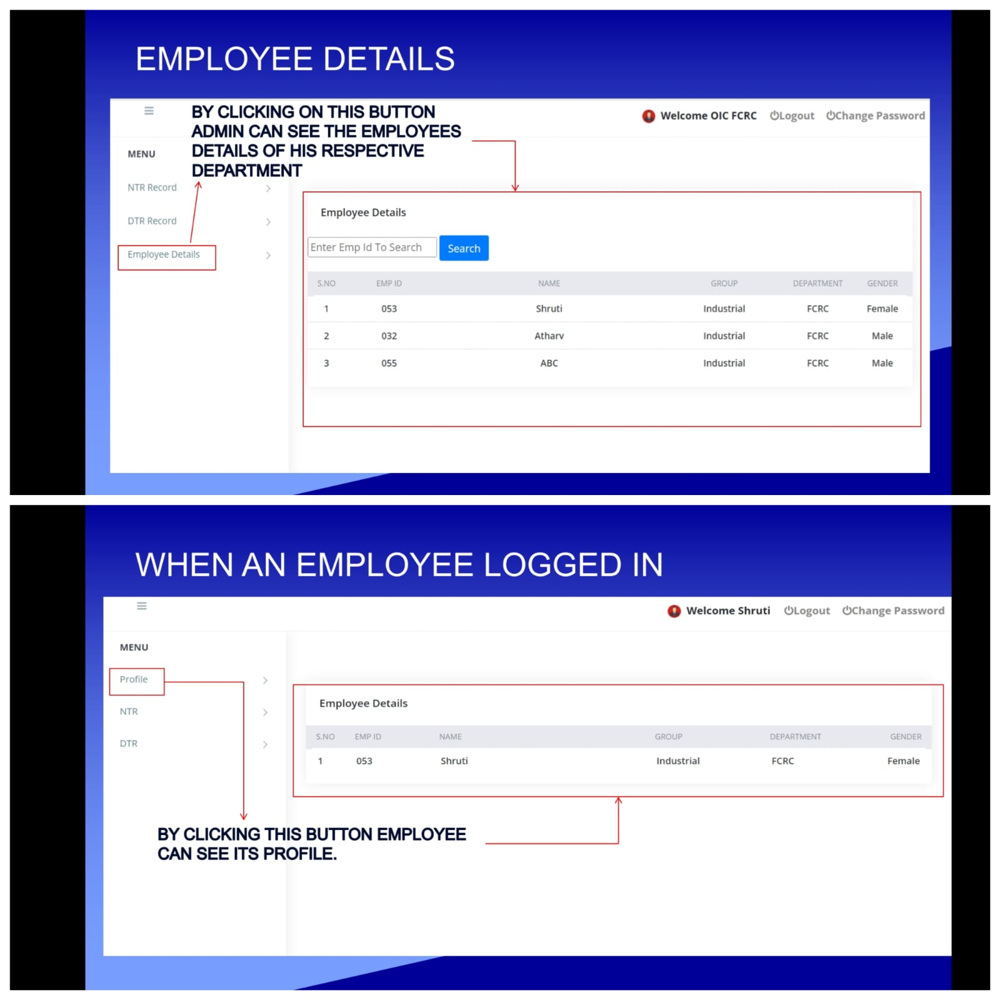 EMPLOYEE DETAILS
BY CLICKING ON THIS BUTTON
ADMIN CAN SEE THE EMPLOYEES
DETAILS OF HIS RESPECTIVE
DEPARTMENT
Welcome OIC FCRC Logout Change Password
MENU
NTR Record
DTR Record
Employee Details
Employee Details
Enter Emp Id To Search Search
S.NO EMP ID NAME GROUP DEPARTMENT GENDER
1 053 Shruti Industrial FCRC Female
2 032 Atharv Industrial FCRC Male
3 055 ABC Industrial FCRC Male
WHEN AN EMPLOYEE LOGGED IN
Welcome Shruti Logout Change Password
MENU
Profile
NTR
DTR
Employee Details
S.NO EMP ID NAME GROUP DEPARTMENT GENDER
1 053 Shruti Industrial FCRC Female
BY CLICKING THIS BUTTON EMPLOYEE
CAN SEE ITS PROFILE.